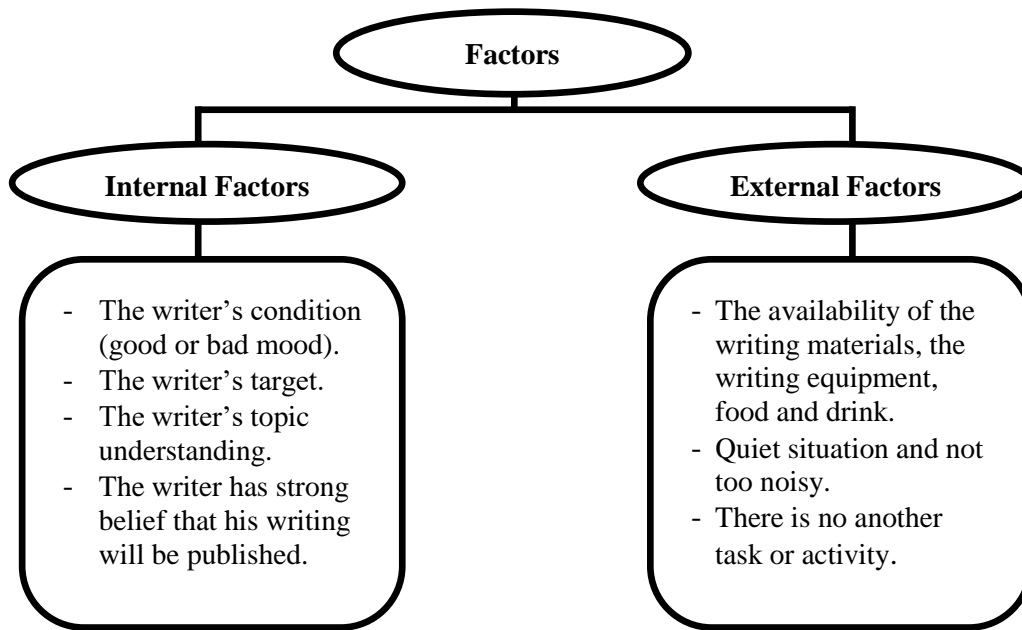 Factors
Internal Factors
- The writer’s condition
(good or bad mood).
- The writer’s target.
- The writer’s topic
understanding.
- The writer has strong
belief that his writing
will be published.
External Factors
- The availability of the
writing materials, the
writing equipment,
food and drink.
- Quiet situation and not
too noisy.
- There is no another
task or activity.